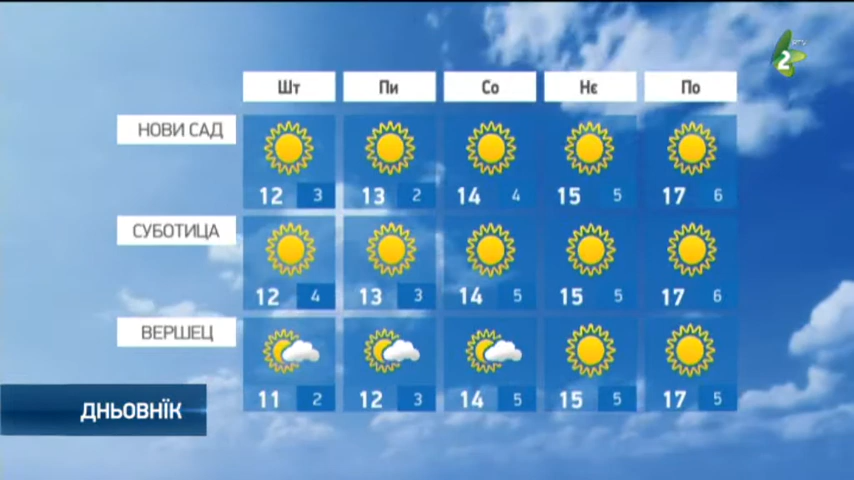 РТВ 2
Шт Пи Со Нє По
НОВИ САД
12 3 13 2 14 4 15 5 17 6
СУБОТИЦА
12 4 13 3 14 5 15 5 17 6
ВЕРШЕЦ
11 2 12 3 14 5 15 5 17 5
ДНЬОВНЇК